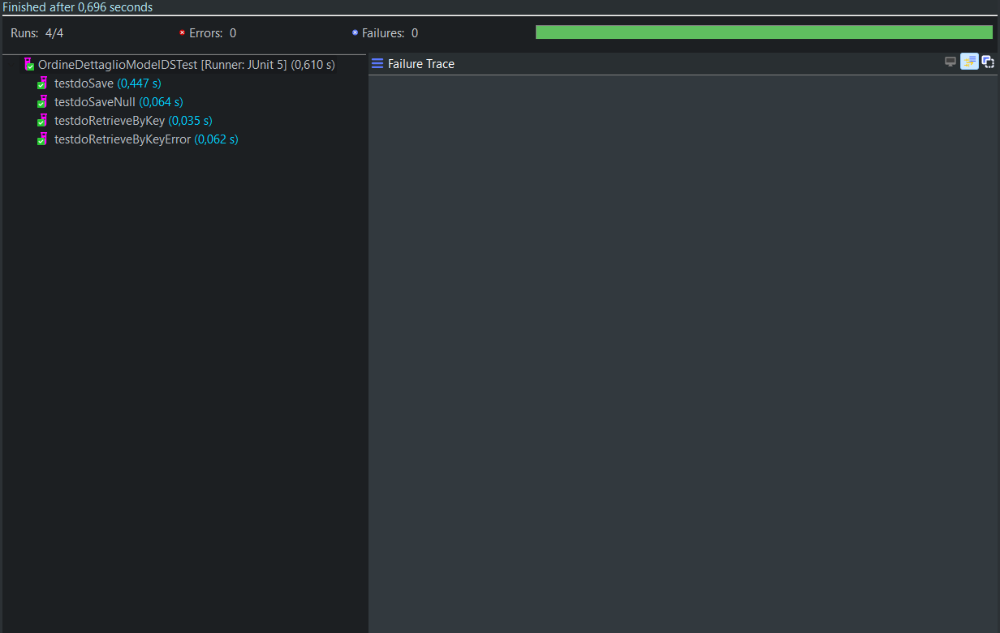 Finished after 0,696 seconds
Runs: 4/4 Errors: 0 Failures: 0
OrdineDettaglioModelDSTest [Runner: JUnit 5] (0,610 s)
testdoSave (0,447 s)
testdoSaveNull (0,064 s)
testdoRetrieveByKey (0,035 s)
testdoRetrieveByKeyError (0,062 s)
Failure Trace